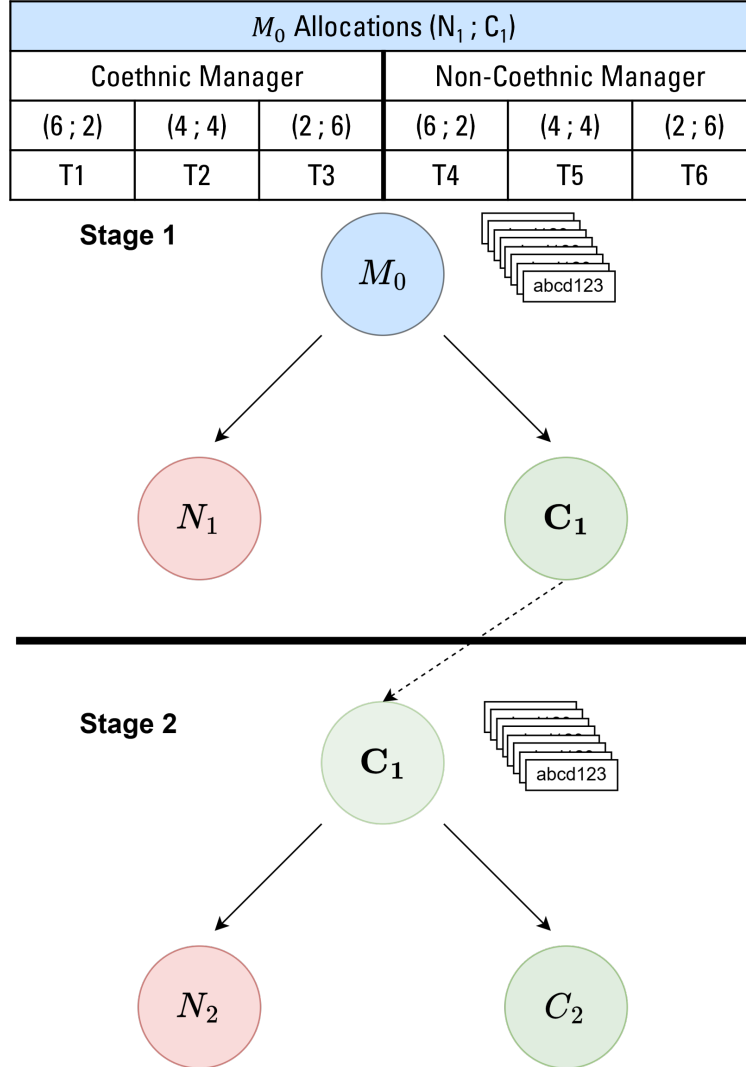 M₀ Allocations (N₁ ; C₁)
Coethnic Manager Non-Coethnic Manager
(6 ; 2) (4 ; 4) (2 ; 6) (6 ; 2) (4 ; 4) (2 ; 6)
T1 T2 T3 T4 T5 T6
Stage 1
M₀
abcd123
N₁ C₁
Stage 2
C₁
abcd123
N₂ C₂